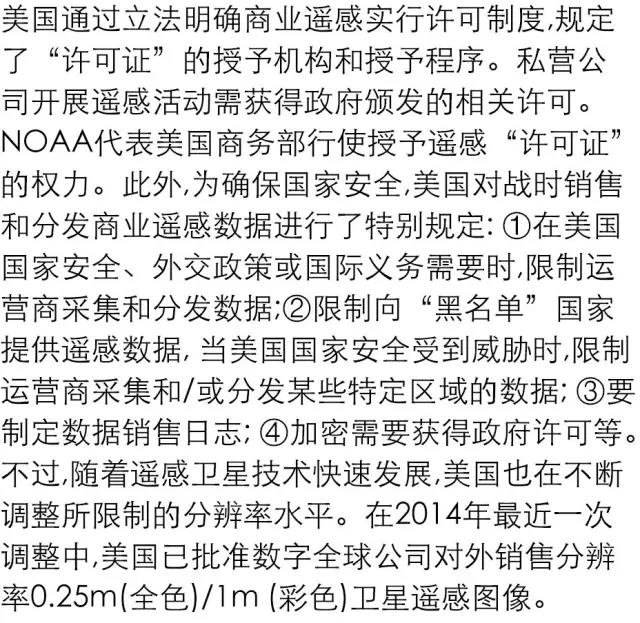 美国通过立法明确商业遥感实行许可制度,规定
了“许可证”的授予机构和授予程序。私营公
司开展遥感活动需获得政府颁发的相关许可。
NOAA代表美国商务部行使授予遥感“许可证”
的权力。此外,为确保国家安全,美国对战时销售
和分发商业遥感数据进行了特别规定: ①在美国
国家安全、外交政策或国际义务需要时,限制运
营商采集和分发数据;②限制向“黑名单”国家
提供遥感数据, 当美国国家安全受到威胁时,限制
运营商采集和/或分发某些特定区域的数据; ③要
制定数据销售日志; ④加密需要获得政府许可等。
不过,随着遥感卫星技术快速发展,美国也在不断
调整所限制的分辨率水平。在2014年最近一次
调整中,美国已批准数字全球公司对外销售分辨
率0.25m(全色)/1m (彩色)卫星遥感图像。